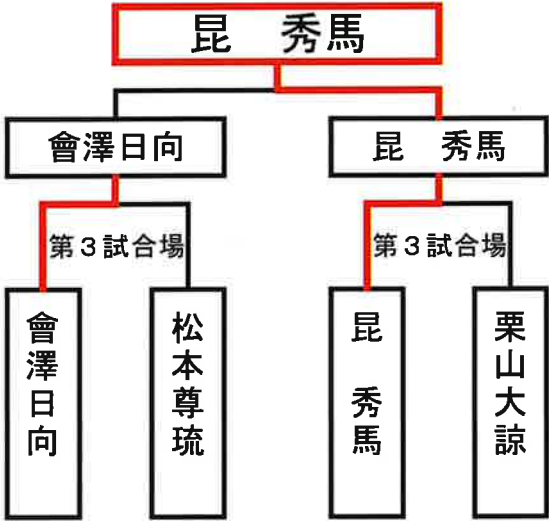 昆　秀馬
會澤日向
昆　秀馬
第３試合場
第３試合場
會澤日向
松本尊琉
昆　秀馬
栗山大諒